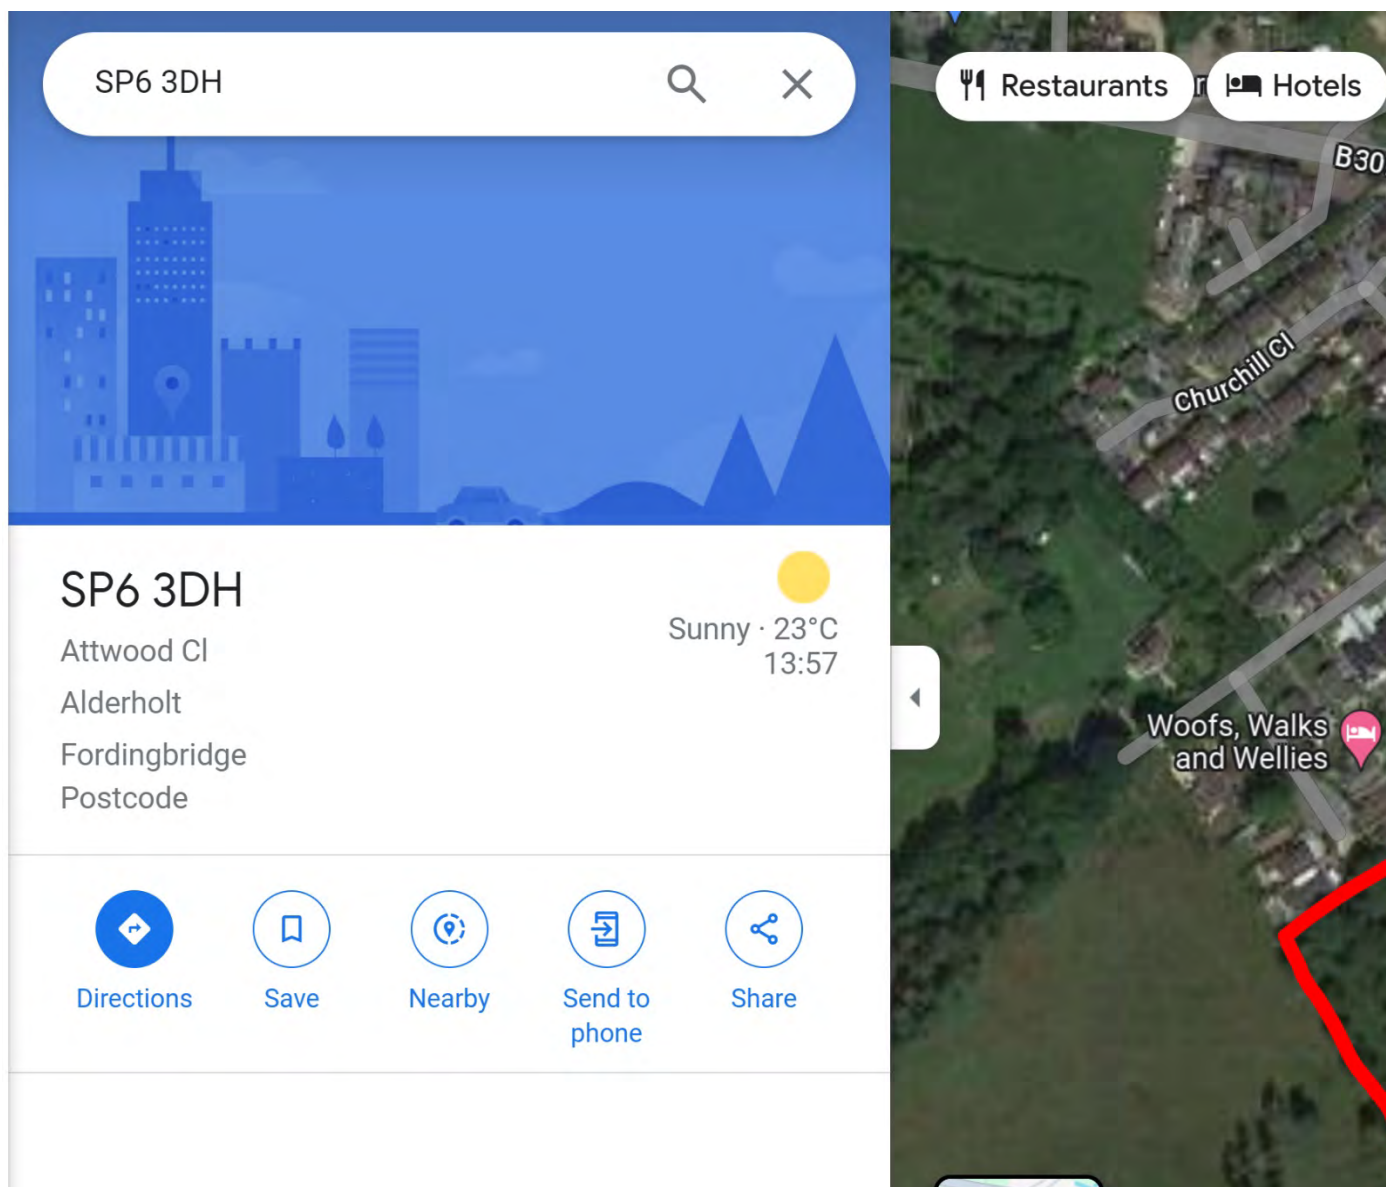 SP6 3DH
Restaurants
Hotels
B30
Churchill Cl
SP6 3DH
Sunny · 23°C
13:57
Attwood Cl
Alderholt
Fordingbridge
Postcode
Woofs, Walks
and Wellies
Directions
Save
Nearby
Send to
phone
Share